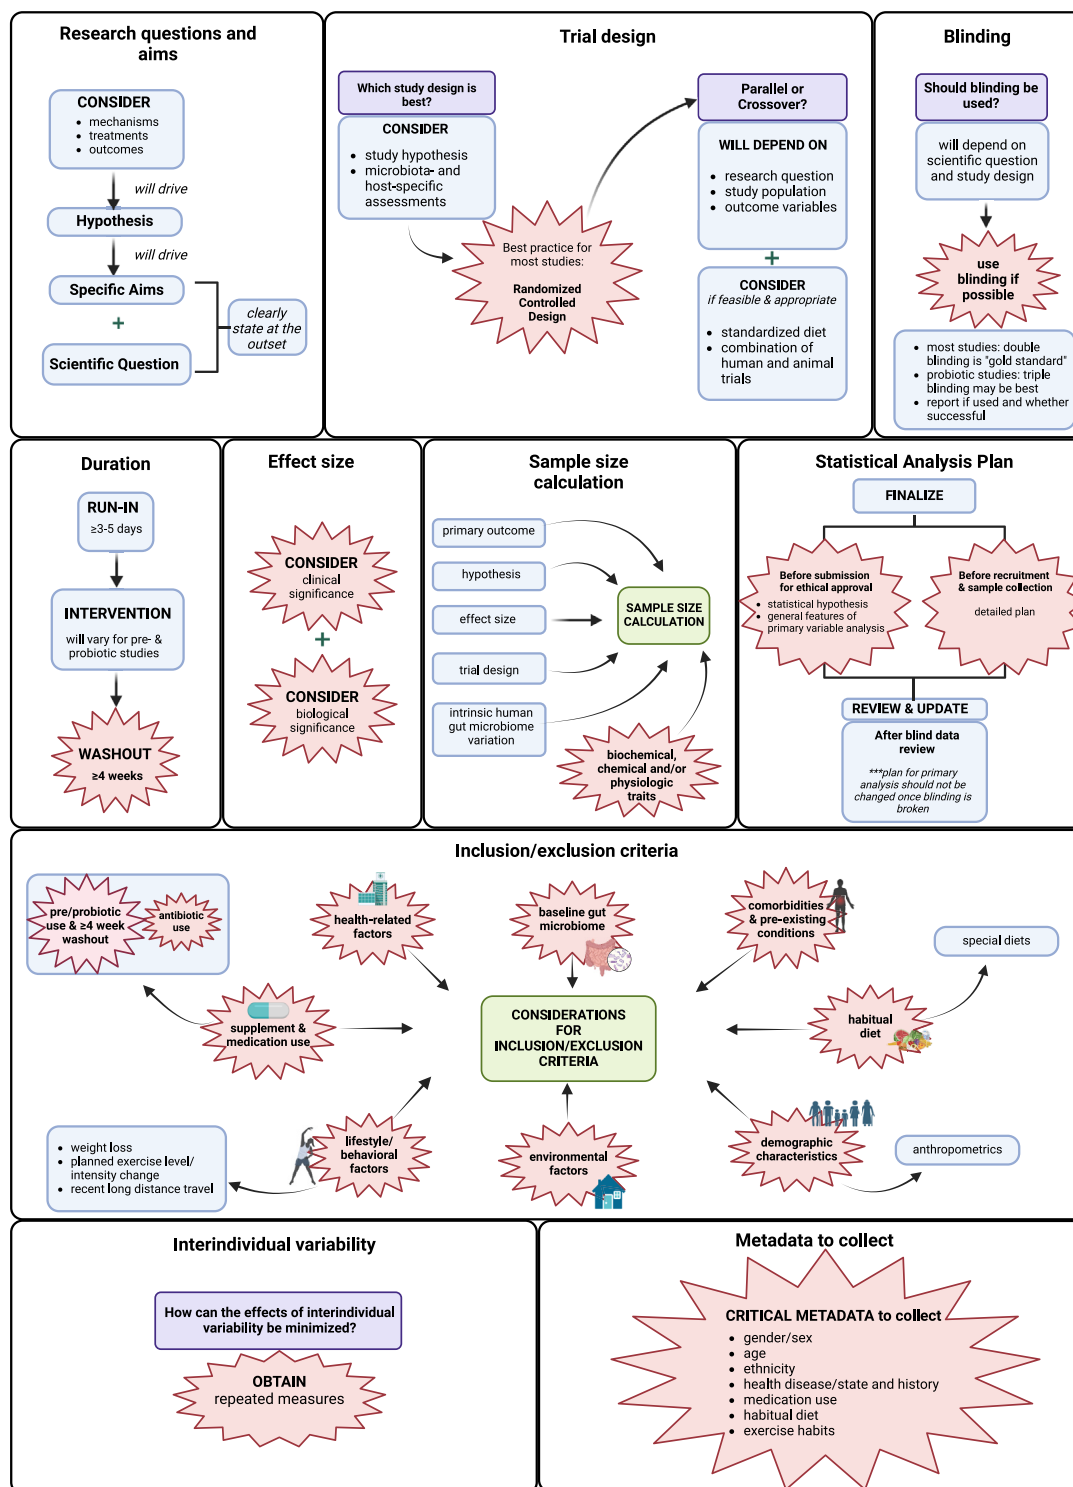 Research questions and
aims
CONSIDER
• mechanisms
• treatments
• outcomes
will drive
Hypothesis
will drive
Specific Aims
+
Scientific Question
clearly
state at the
outset
Trial design
Which study design is
best?
CONSIDER
• study hypothesis
• microbiota- and
host-specific
assessments
Best practice for
most studies:
Randomized
Controlled
Design
Parallel or
Crossover?
WILL DEPEND ON
• research question
• study population
• outcome variables
+
CONSIDER
if feasible & appropriate
• standardized diet
• combination of
human and animal
trials
Blinding
Should blinding be
used?
will depend on
scientific question
and study design
use
blinding if
possible
• most studies: double
blinding is "gold standard"
• probiotic studies: triple
blinding may be best
• report if used and whether
successful
Duration
RUN-IN
≥3-5 days
INTERVENTION
will vary for pre- &
probiotic studies
WASHOUT
≥4 weeks
Effect size
CONSIDER
clinical
significance
+
CONSIDER
biological
significance
Sample size
calculation
primary outcome
hypothesis
effect size
trial design
intrinsic human
gut microbiome
variation
SAMPLE SIZE
CALCULATION
biochemical,
chemical and/or
physiologic
traits
Statistical Analysis Plan
FINALIZE
Before submission
for ethical approval
• statistical hypothesis
• general features of
primary variable analysis
Before recruitment
& sample collection
detailed plan
REVIEW & UPDATE
After blind data
review
***plan for primary
analysis should not be
changed once blinding is
broken
Inclusion/exclusion criteria
pre/probiotic
use & ≥4 week
washout
antibiotic
use
health-related
factors
baseline gut
microbiome
comorbidities
& pre-existing
conditions
special diets
supplement &
medication use
CONSIDERATIONS
FOR
INCLUSION/EXCLUSION
CRITERIA
habitual
diet
• weight loss
• planned exercise level/
intensity change
• recent long distance travel
lifestyle/
behavioral
factors
environmental
factors
demographic
characteristics
anthropometrics
Interindividual variability
How can the effects of interindividual
variability be minimized?
OBTAIN
repeated measures
Metadata to collect
CRITICAL METADATA to collect
• gender/sex
• age
• ethnicity
• health disease/state and history
• medication use
• habitual diet
• exercise habits